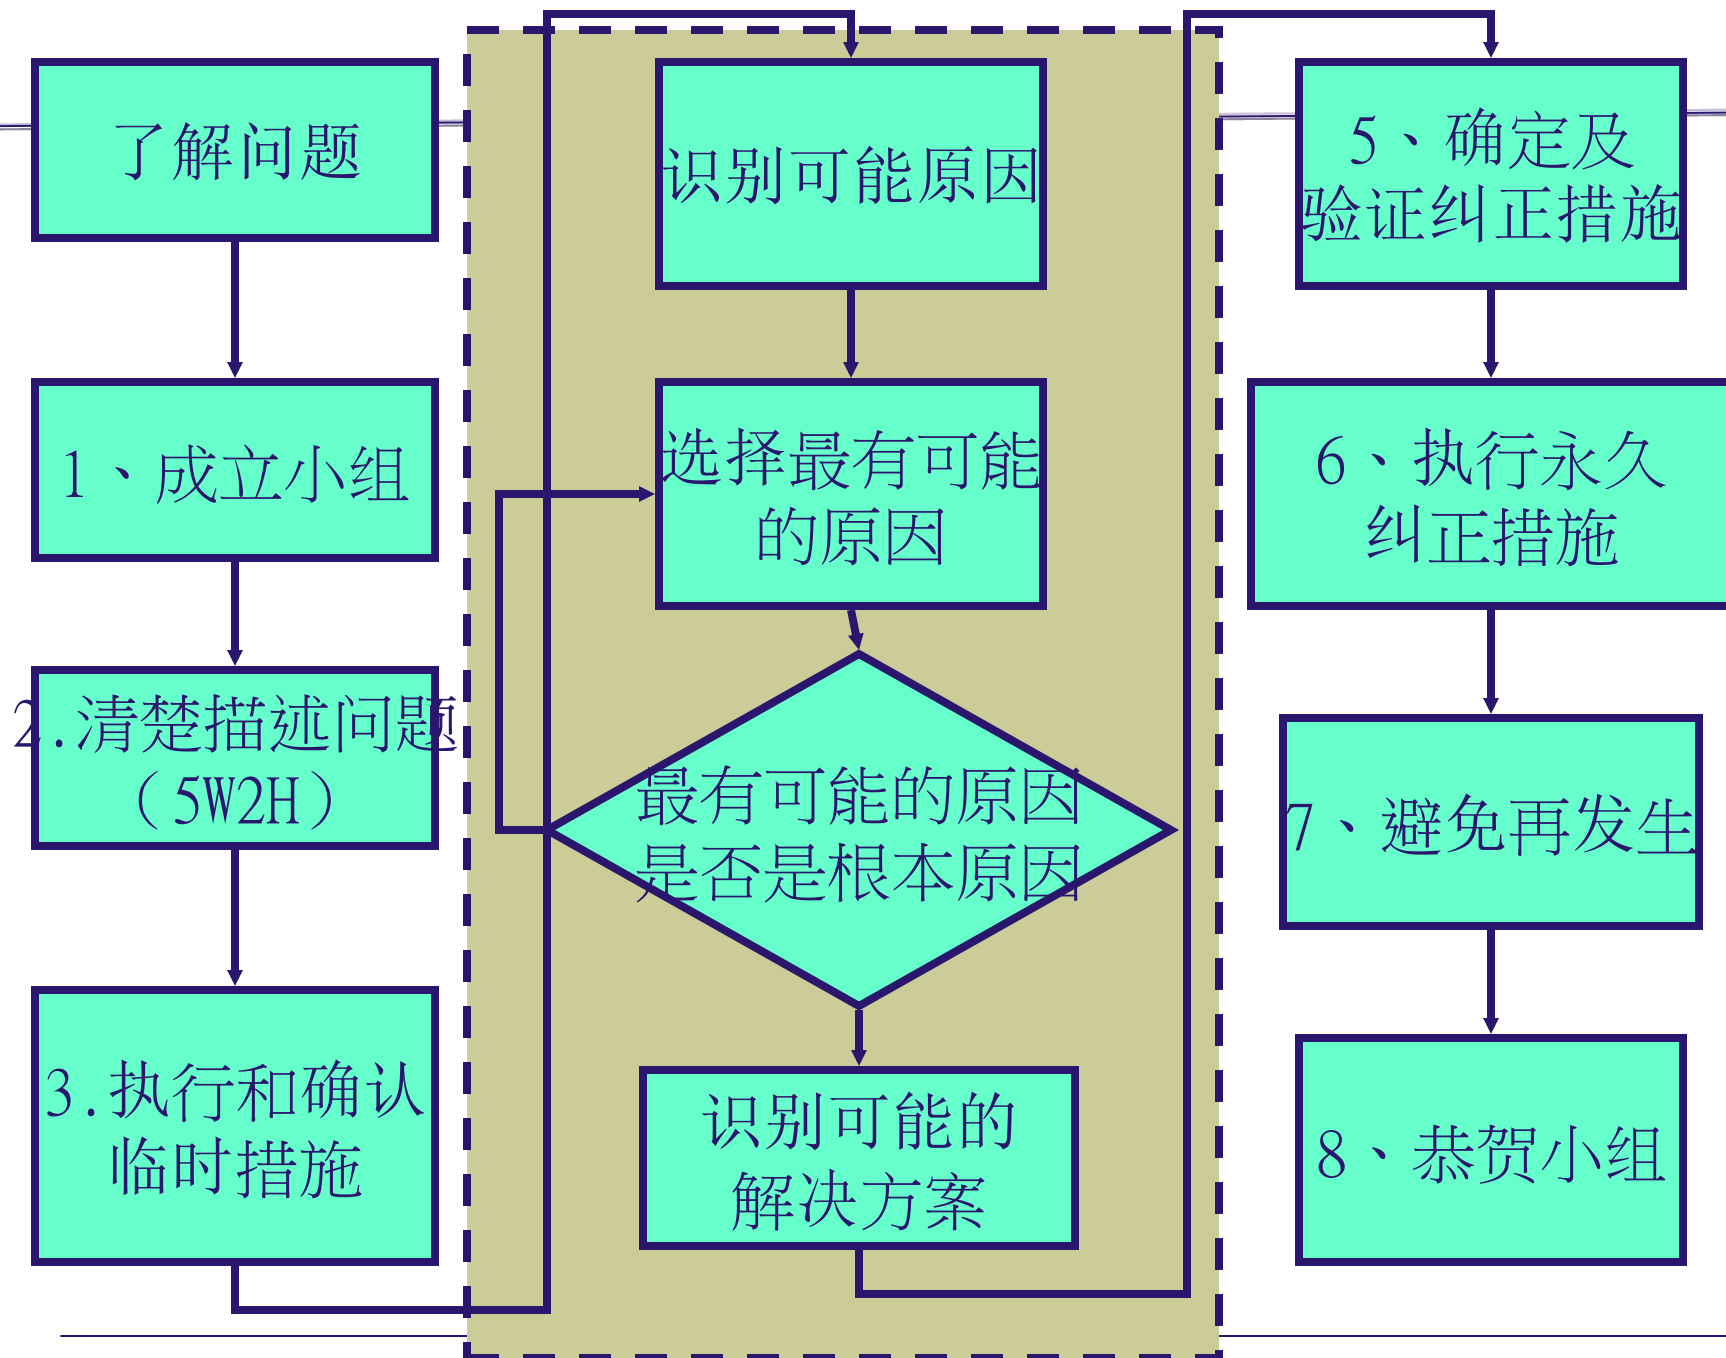 了解问题
1、成立小组
2.清楚描述问题
（5W2H）
3.执行和确认
临时措施
识别可能原因
选择最有可能
的原因
最有可能的原因
是否是根本原因
识别可能的
解决方案
5、确定及
验证纠正措施
6、执行永久
纠正措施
7、避免再发生
8、恭贺小组